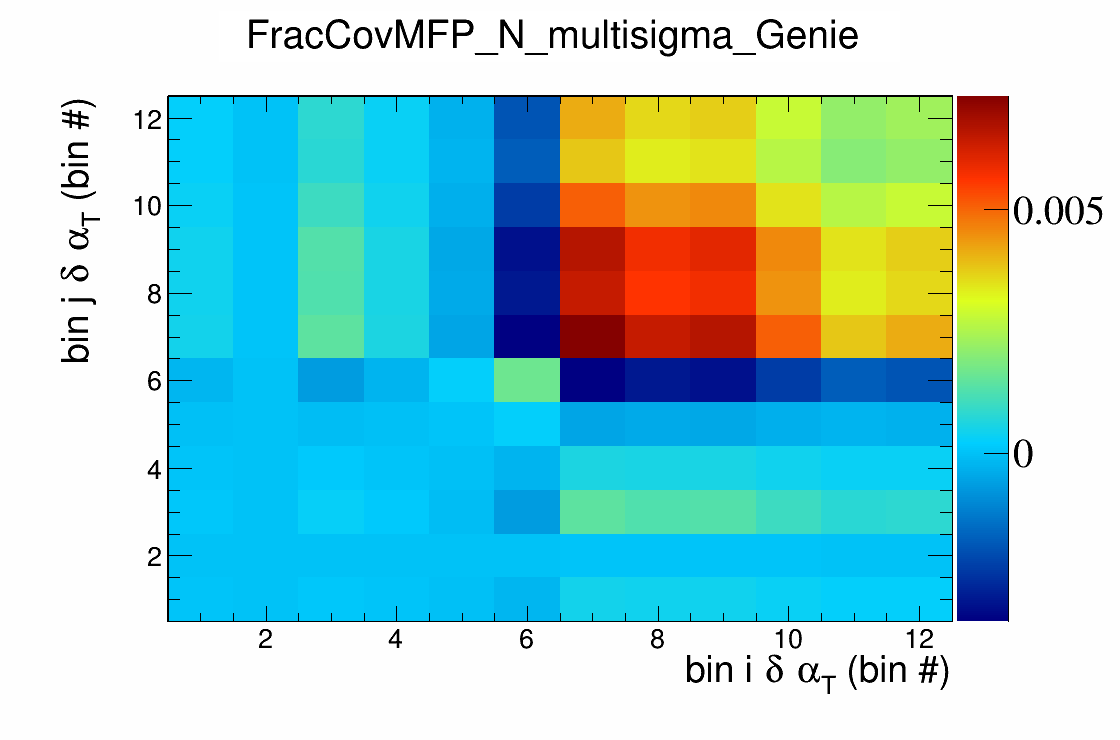 FracCovMFP_N_multisigma_Genie
bin j δ α_T (bin #)
12
10
8
6
4
2
2 4 6 8 10 12
bin i δ α_T (bin #)
0.005
0